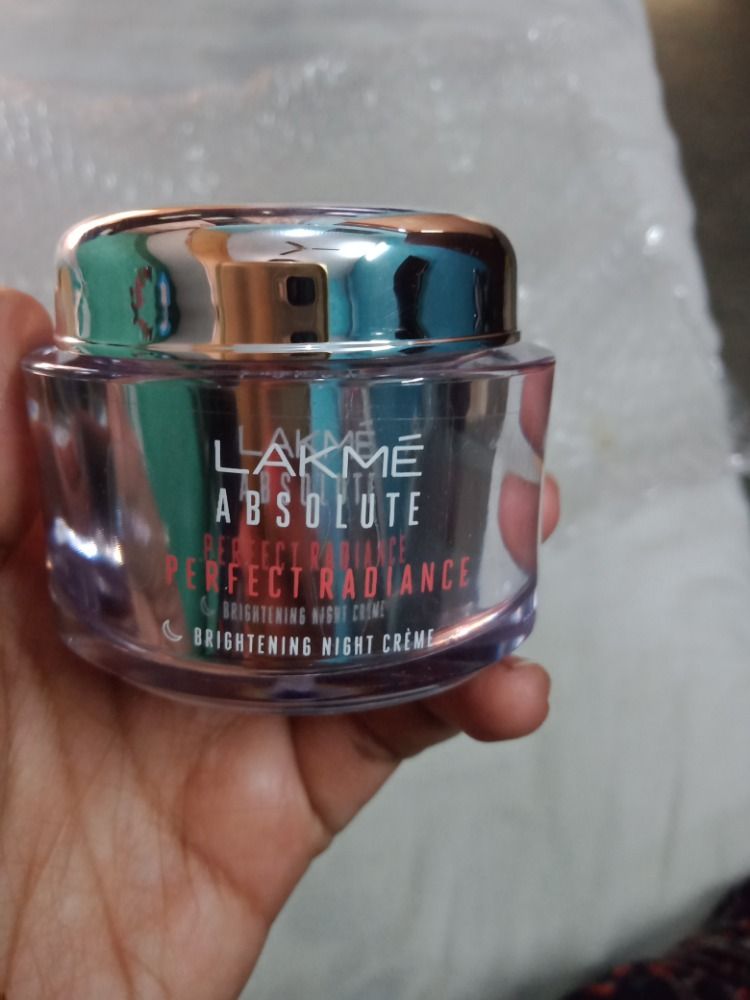 LAKMÉ
ABSOLUTE
PERFECT RADIANCE
BRIGHTENING NIGHT CRÈME